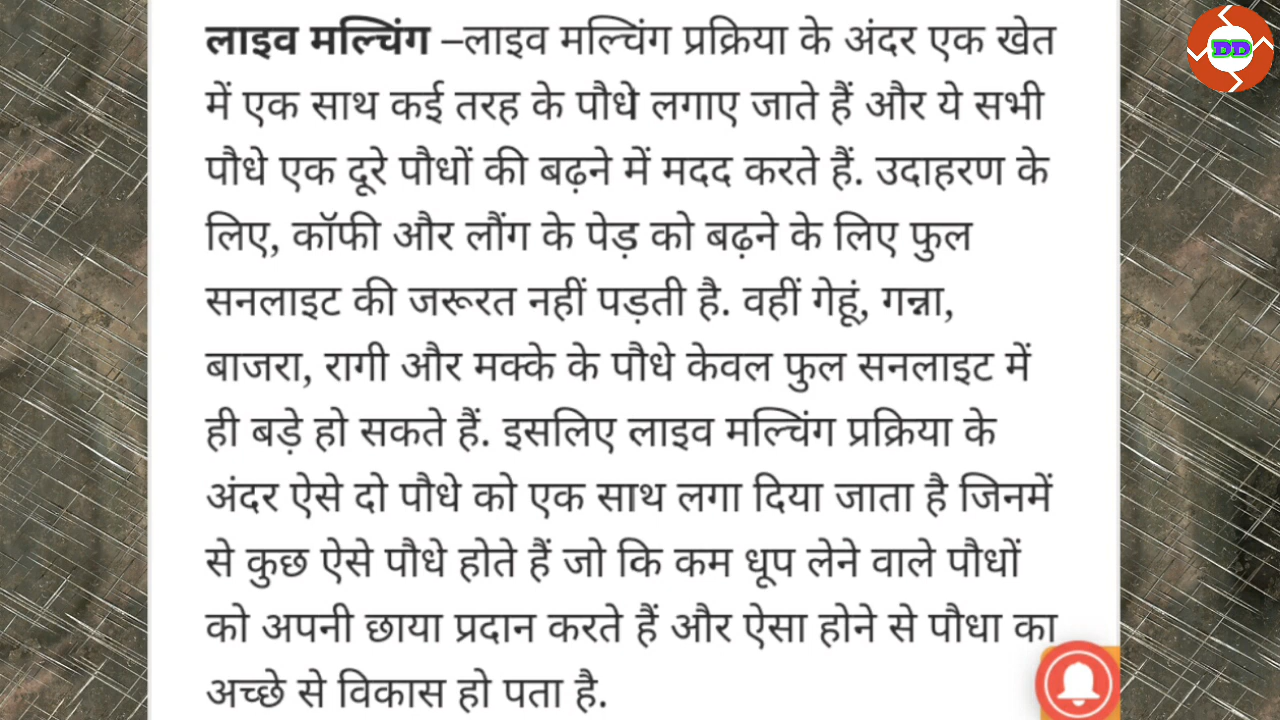 लाइव मल्चिंग –लाइव मल्चिंग प्रक्रिया के अंदर एक खेत
में एक साथ कई तरह के पौधे लगाए जाते हैं और ये सभी
पौधे एक दूरे पौधों की बढ़ने में मदद करते हैं. उदाहरण के
लिए, कॉफी और लौंग के पेड़ को बढ़ने के लिए फुल
सनलाइट की जरूरत नहीं पड़ती है. वहीं गेहूं, गन्ना,
बाजरा, रागी और मक्के के पौधे केवल फुल सनलाइट में
ही बड़े हो सकते हैं. इसलिए लाइव मल्चिंग प्रक्रिया के
अंदर ऐसे दो पौधे को एक साथ लगा दिया जाता है जिनमें
से कुछ ऐसे पौधे होते हैं जो कि कम धूप लेने वाले पौधों
को अपनी छाया प्रदान करते हैं और ऐसा होने से पौधा का
अच्छे से विकास हो पता है.
DD